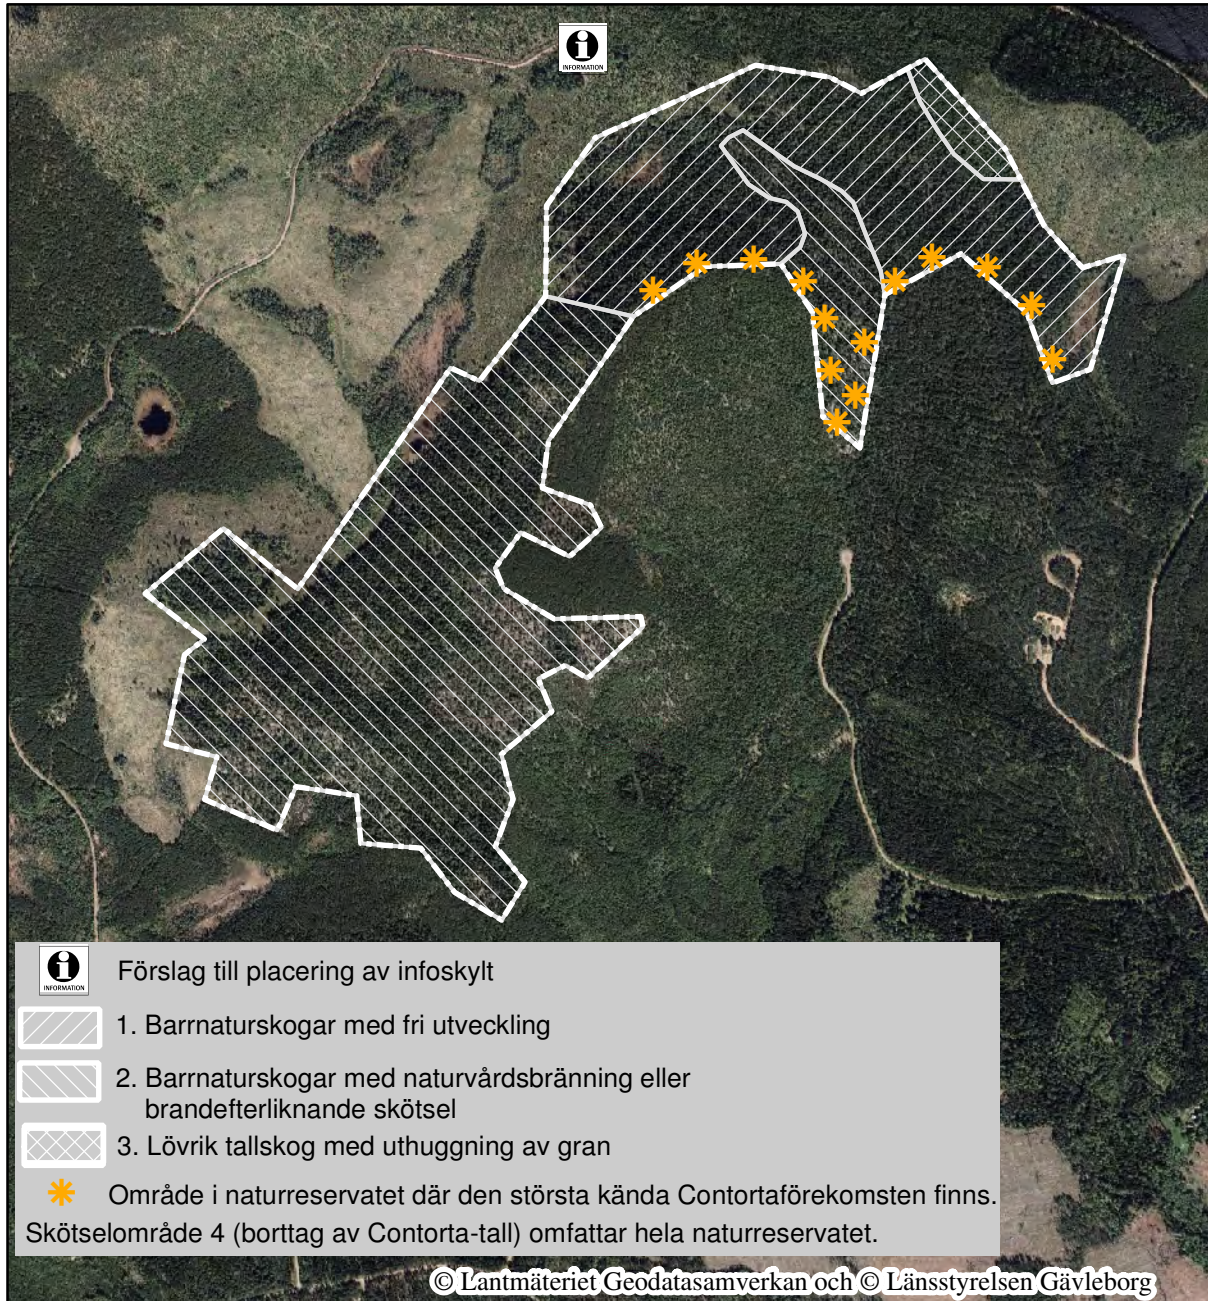 i
INFORMATION
i
INFORMATION
Förslag till placering av infoskylt
1. Barrnaturskogar med fri utveckling
2. Barrnaturskogar med naturvårdsbränning eller
brandefterliknande skötsel
3. Lövrik tallskog med uthuggning av gran
Område i naturreservatet där den största kända Contortaförekomsten finns.
Skötselområde 4 (borttag av Contorta-tall) omfattar hela naturreservatet.
© Lantmäteriet Geodatasamverkan och © Länsstyrelsen Gävleborg